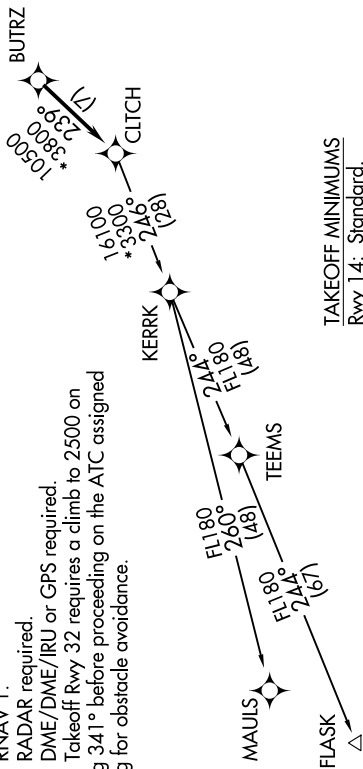 RNAV 1.
RADAR required.
DME/DME/IRU or GPS required.
Takeoff Rwy 32 requires a climb to 2500 on
341° before proceeding on the ATC assigned
for obstacle avoidance.
BUTRZ
10500
*3800
239°
(7)
CLTCH
16100
*3300
246°
(28)
KERRK
244°
FL180
(48)
TEEMS
FL180
260°
(48)
MAULS
FL180
244°
(67)
FLASK
TAKEOFF MINIMUMS
Rwy 14: Standard.